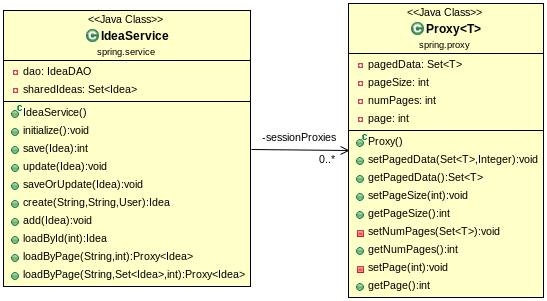 <<Java Class>>
IdeaService
spring.service
dao: IdeaDAO
sharedIdeas: Set<Idea>
IdeaService()
initialize():void
save(Idea):int
update(Idea):void
saveOrUpdate(Idea):void
create(String,String,User):Idea
add(Idea):void
loadById(int):Idea
loadByPage(String,int):Proxy<Idea>
loadByPage(String,Set<Idea>,int):Proxy<Idea>
-sessionProxies
0..*
<<Java Class>>
Proxy<T>
spring.proxy
pagedData: Set<T>
pageSize: int
numPages: int
page: int
Proxy()
setPagedData(Set<T>,Integer):void
getPagedData():Set<T>
setPageSize(int):void
getPageSize():int
setNumPages(Set<T>):void
getNumPages():int
setPage(int):void
getPage():int